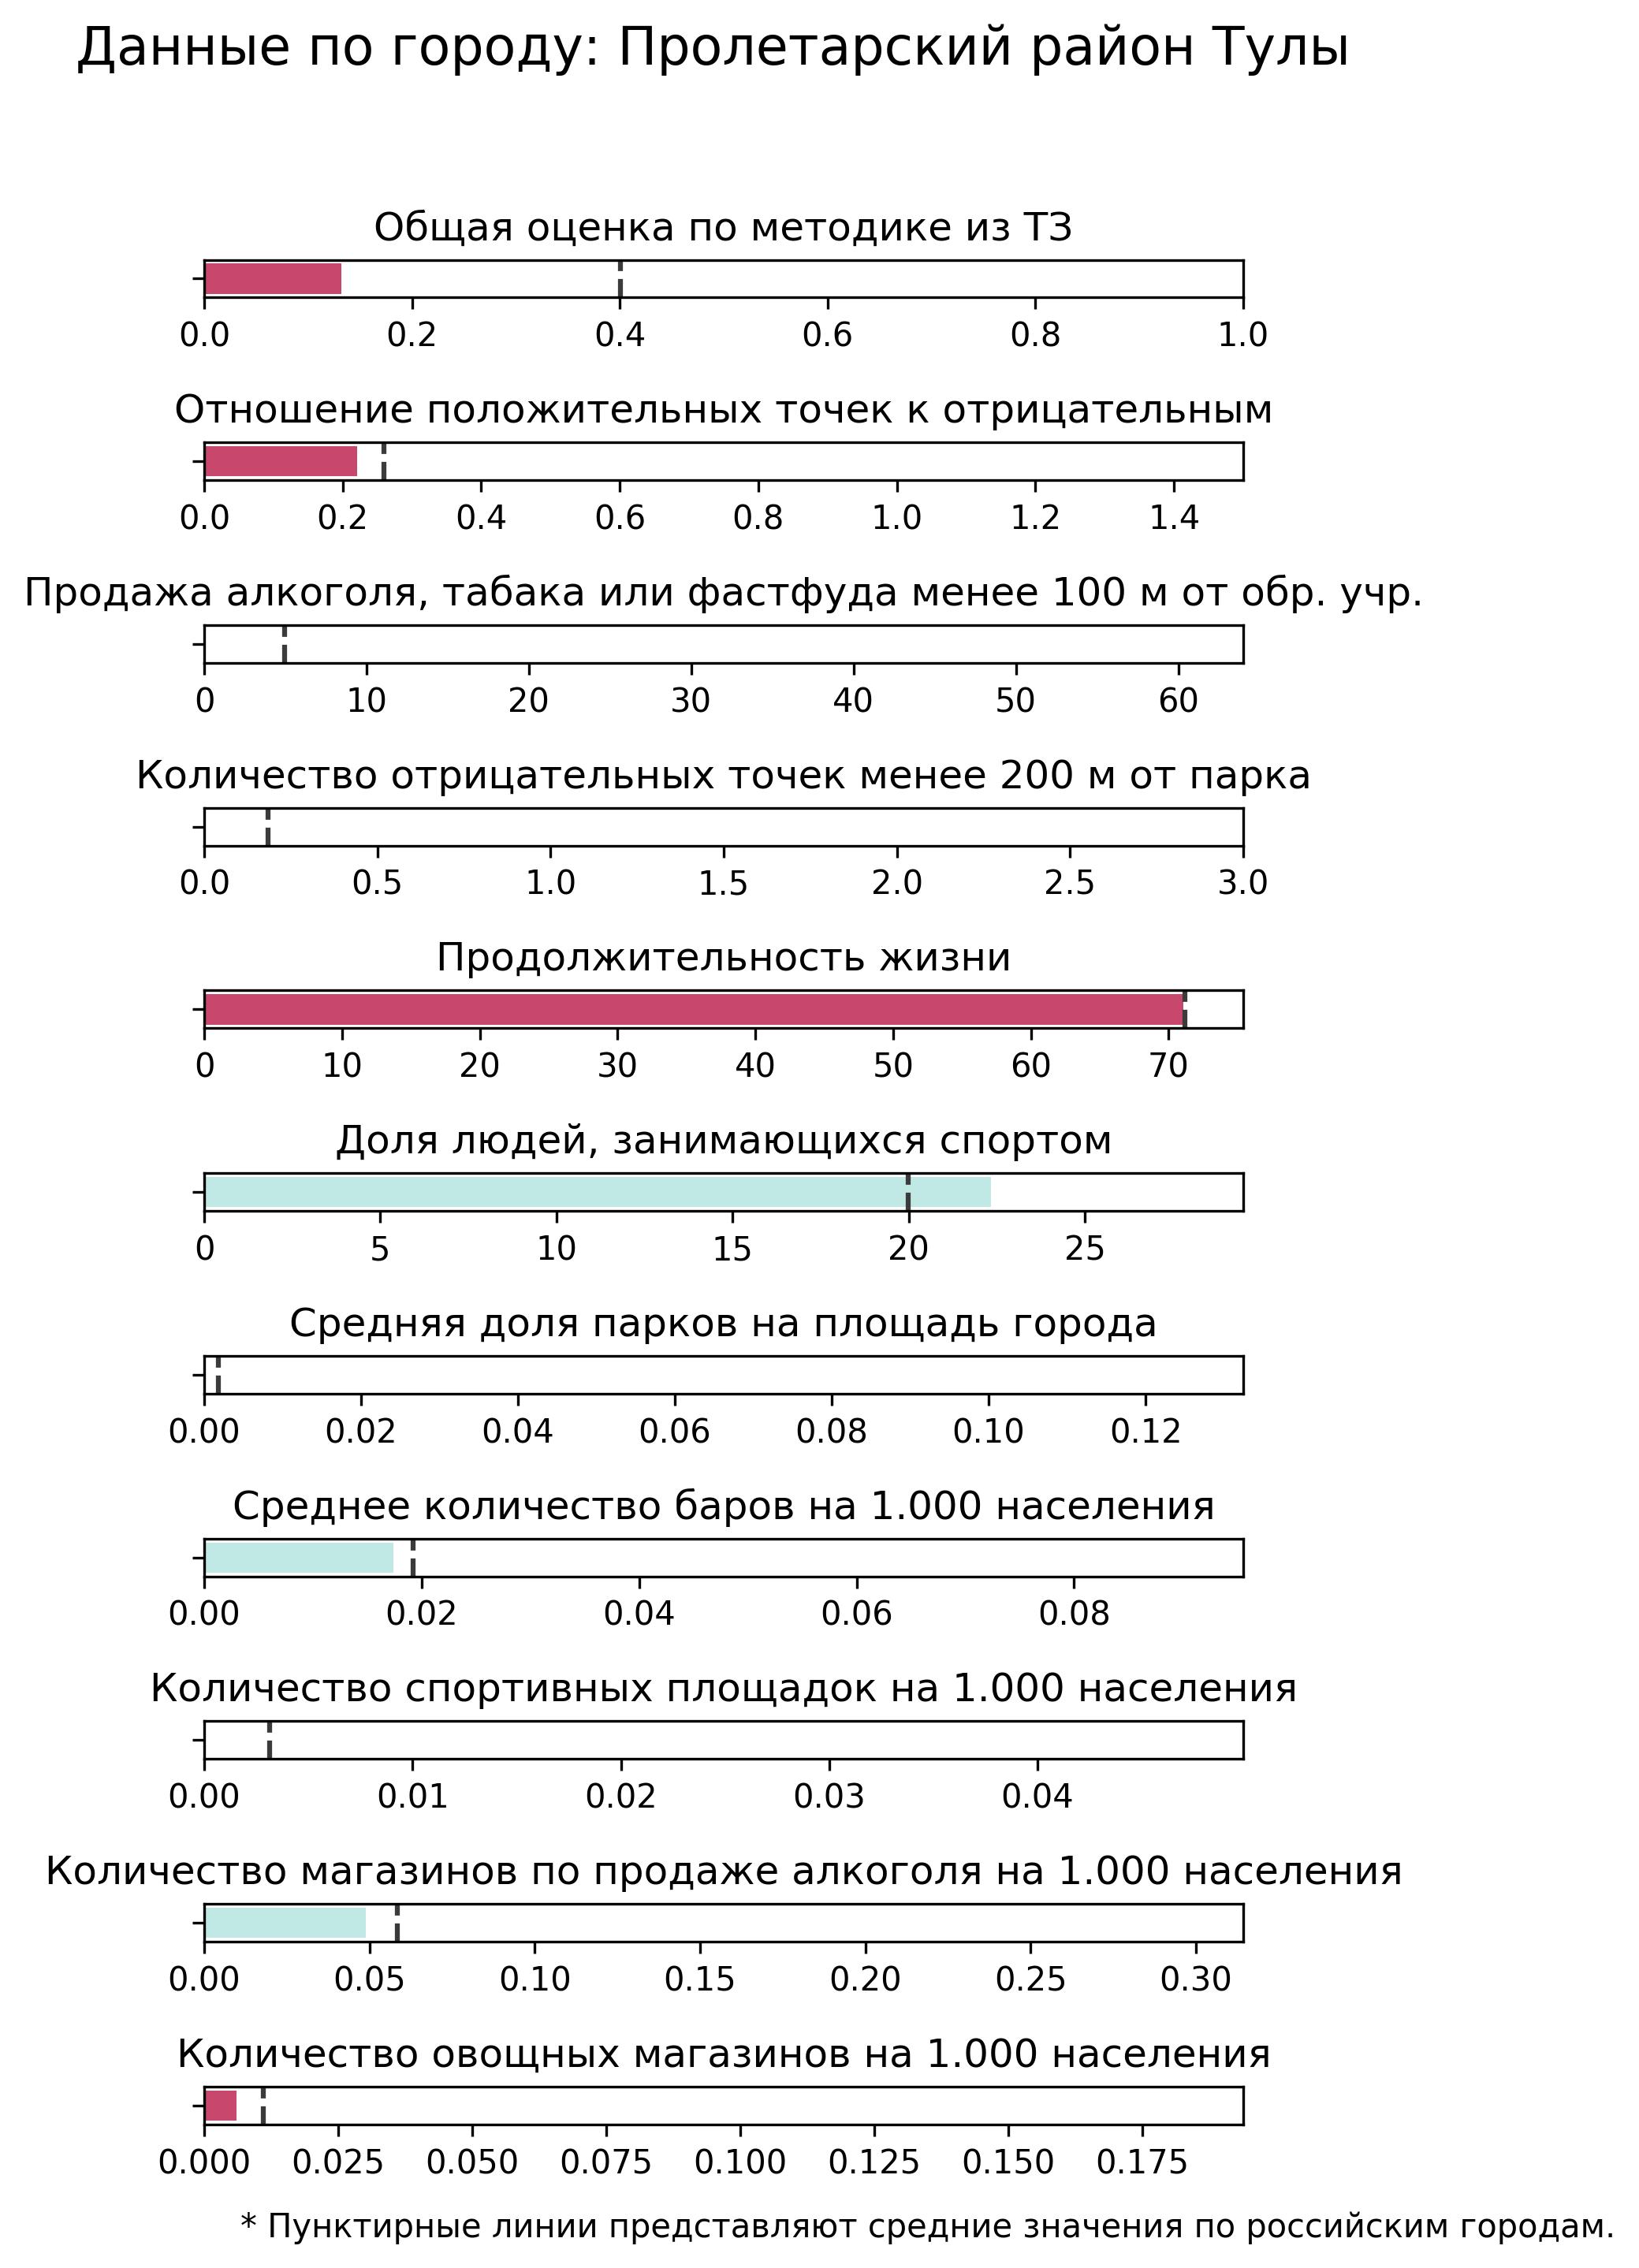 Данные по городу: Пролетарский район Тулы
Общая оценка по методике из ТЗ
0.0 0.2 0.4 0.6 0.8 1.0
Отношение положительных точек к отрицательным
0.0 0.2 0.4 0.6 0.8 1.0 1.2 1.4
Продажа алкоголя, табака или фастфуда менее 100 м от обр. учр.
0 10 20 30 40 50 60
Количество отрицательных точек менее 200 м от парка
0.0 0.5 1.0 1.5 2.0 2.5 3.0
Продолжительность жизни
0 10 20 30 40 50 60 70
Доля людей, занимающихся спортом
0 5 10 15 20 25
Средняя доля парков на площадь города
0.00 0.02 0.04 0.06 0.08 0.10 0.12
Среднее количество баров на 1.000 населения
0.00 0.02 0.04 0.06 0.08
Количество спортивных площадок на 1.000 населения
0.00 0.01 0.02 0.03 0.04
Количество магазинов по продаже алкоголя на 1.000 населения
0.00 0.05 0.10 0.15 0.20 0.25 0.30
Количество овощных магазинов на 1.000 населения
0.000 0.025 0.050 0.075 0.100 0.125 0.150 0.175
* Пунктирные линии представляют средние значения по российским городам.